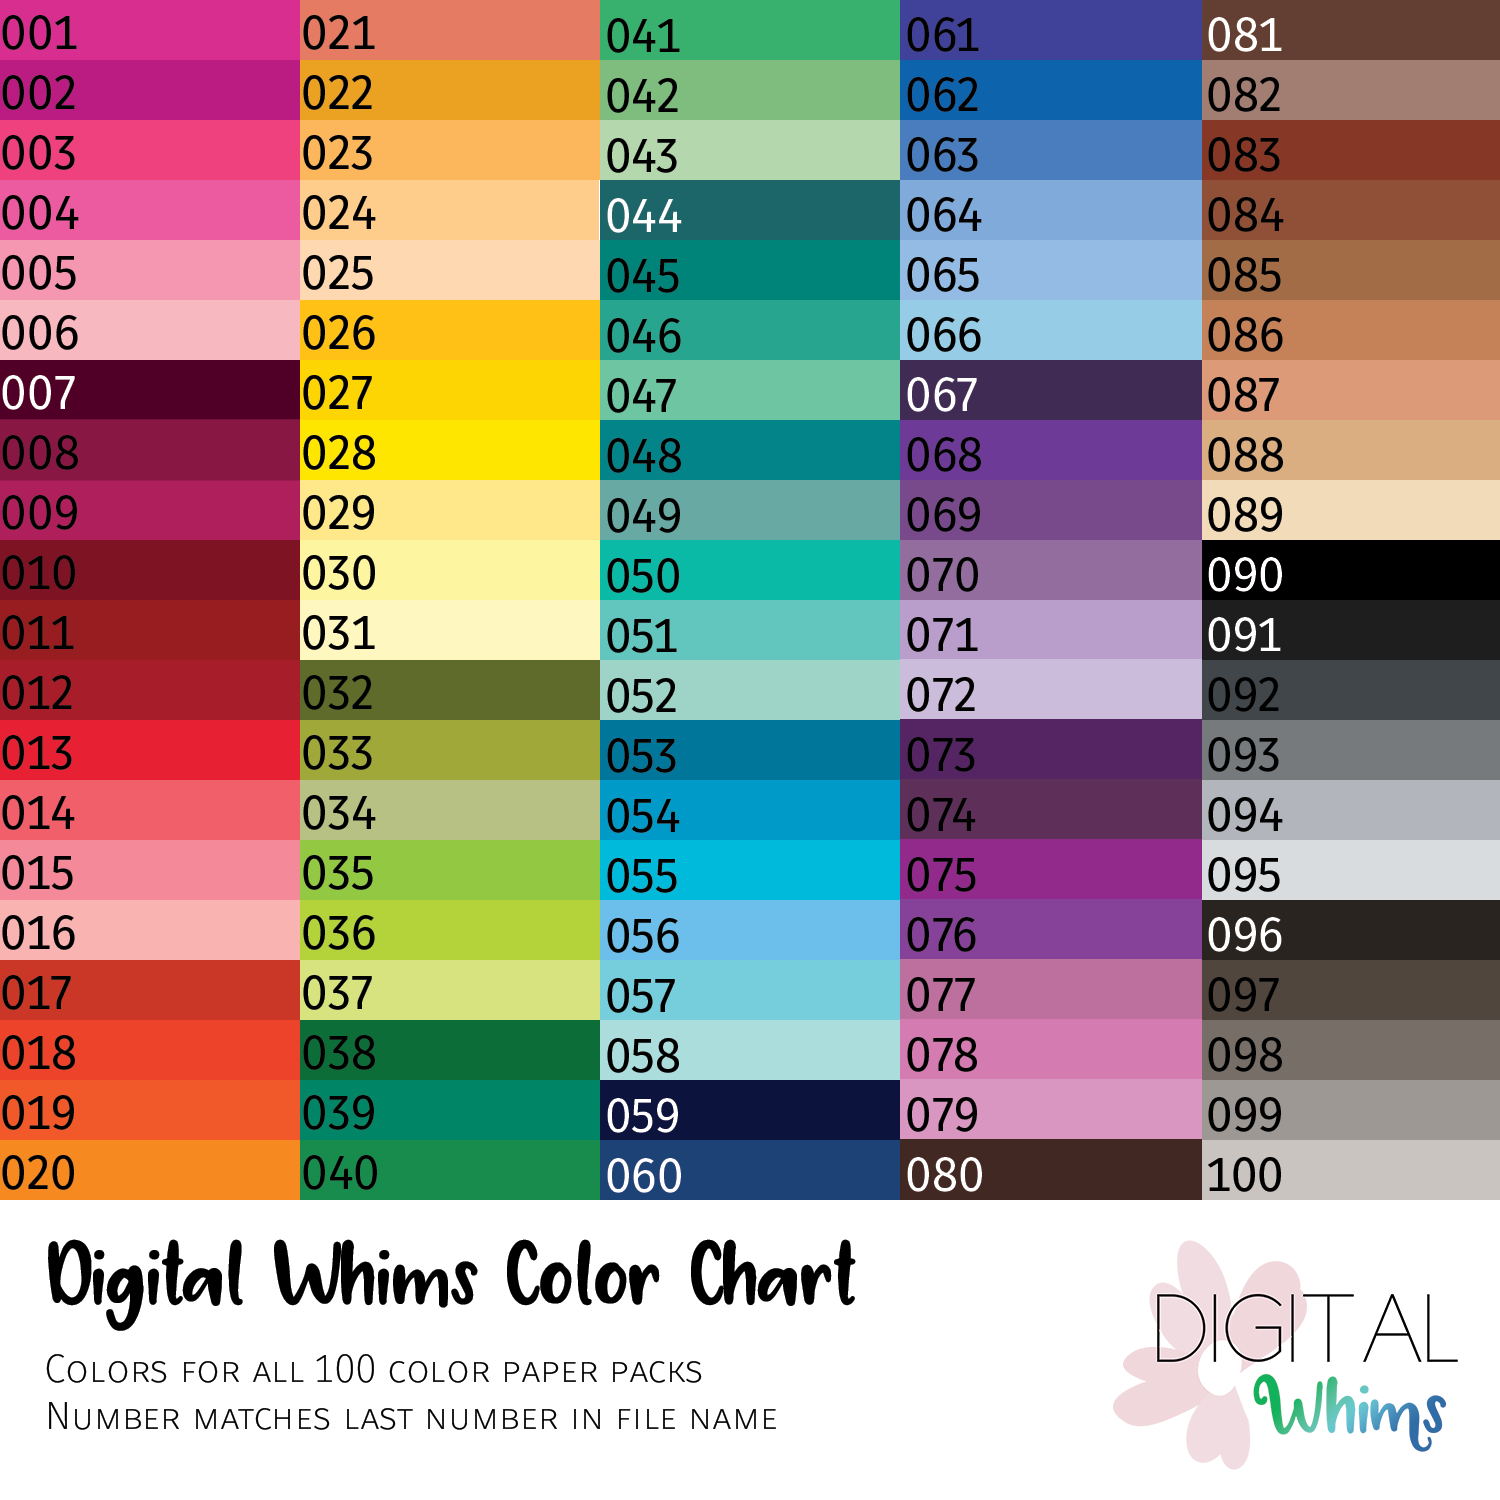 001 021 041 061 081
002 022 042 062 082
003 023 043 063 083
004 024 044 064 084
005 025 045 065 085
006 026 046 066 086
007 027 047 067 087
008 028 048 068 088
009 029 049 069 089
010 030 050 070 090
011 031 051 071 091
012 032 052 072 092
013 033 053 073 093
014 034 054 074 094
015 035 055 075 095
016 036 056 076 096
017 037 057 077 097
018 038 058 078 098
019 039 059 079 099
020 040 060 080 100
Digital Whims Color Chart
Colors for all 100 color paper packs
Number matches last number in file name
DIGITAL
Whims